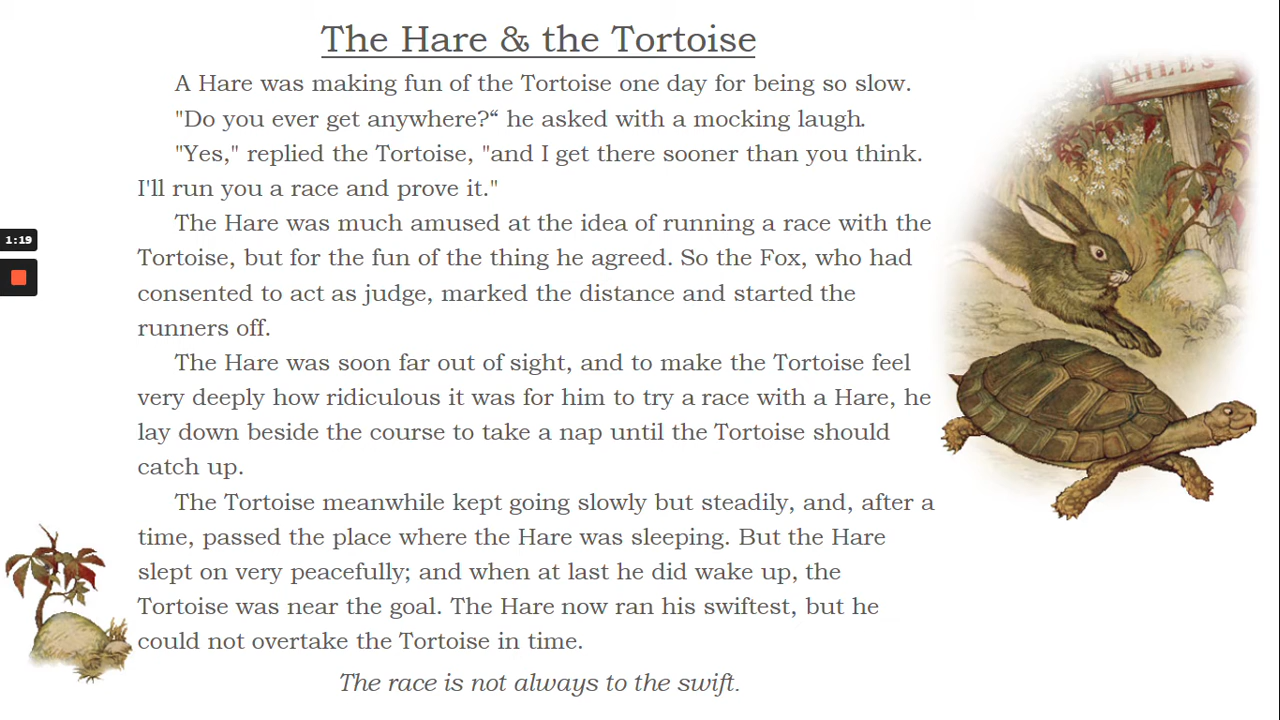 The Hare & the Tortoise
A Hare was making fun of the Tortoise one day for being so slow.
"Do you ever get anywhere?“ he asked with a mocking laugh.
"Yes," replied the Tortoise, "and I get there sooner than you think.
I'll run you a race and prove it."
The Hare was much amused at the idea of running a race with the
Tortoise, but for the fun of the thing he agreed. So the Fox, who had
consented to act as judge, marked the distance and started the
runners off.
The Hare was soon far out of sight, and to make the Tortoise feel
very deeply how ridiculous it was for him to try a race with a Hare, he
lay down beside the course to take a nap until the Tortoise should
catch up.
The Tortoise meanwhile kept going slowly but steadily, and, after a
time, passed the place where the Hare was sleeping. But the Hare
slept on very peacefully; and when at last he did wake up, the
Tortoise was near the goal. The Hare now ran his swiftest, but he
could not overtake the Tortoise in time.
The race is not always to the swift.
MILES
1:19